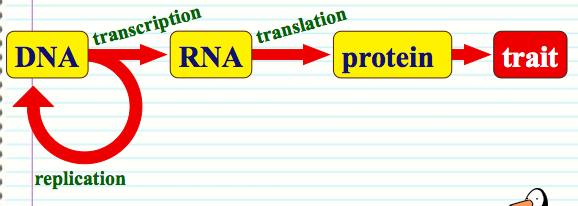 transcription
translation
DNA
RNA
protein
trait
replication